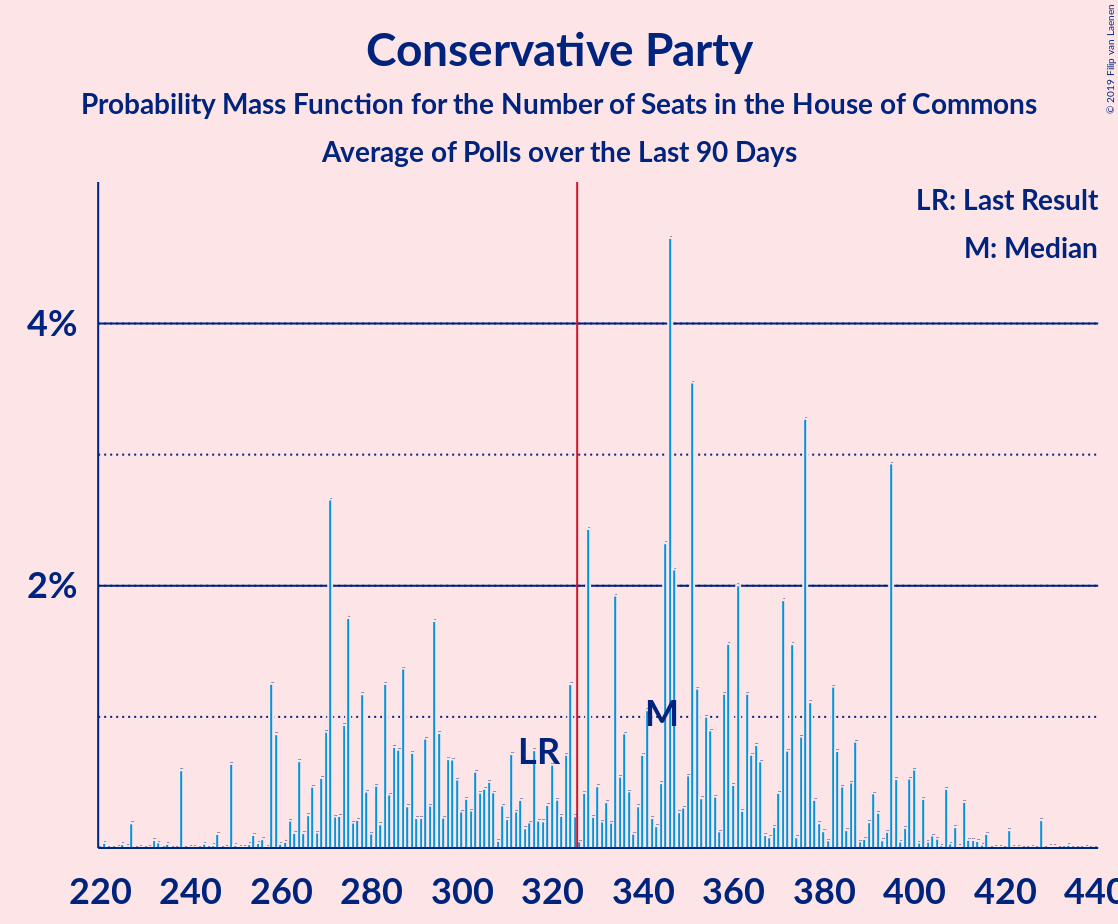 Conservative Party
Probability Mass Function for the Number of Seats in the House of Commons
Average of Polls over the Last 90 Days
© 2019 Filip van Laenen
LR: Last Result
M: Median
4%
2%
M
LR
220 240 260 280 300 320 340 360 380 400 420 440